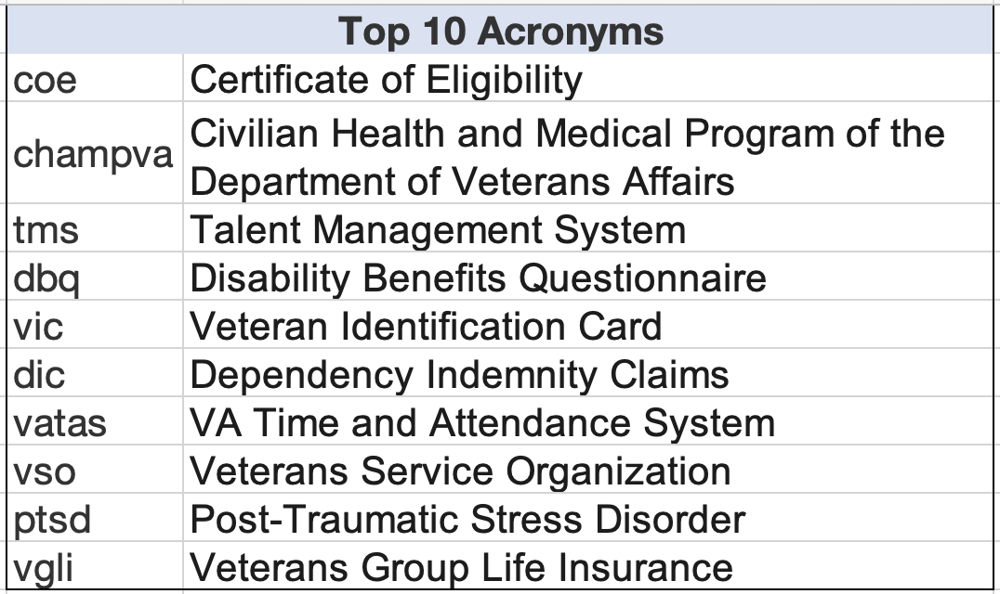 Top 10 Acronyms
coe Certificate of Eligibility
champva Civilian Health and Medical Program of the
Department of Veterans Affairs
tms Talent Management System
dbq Disability Benefits Questionnaire
vic Veteran Identification Card
dic Dependency Indemnity Claims
vatas VA Time and Attendance System
vso Veterans Service Organization
ptsd Post-Traumatic Stress Disorder
vgli Veterans Group Life Insurance